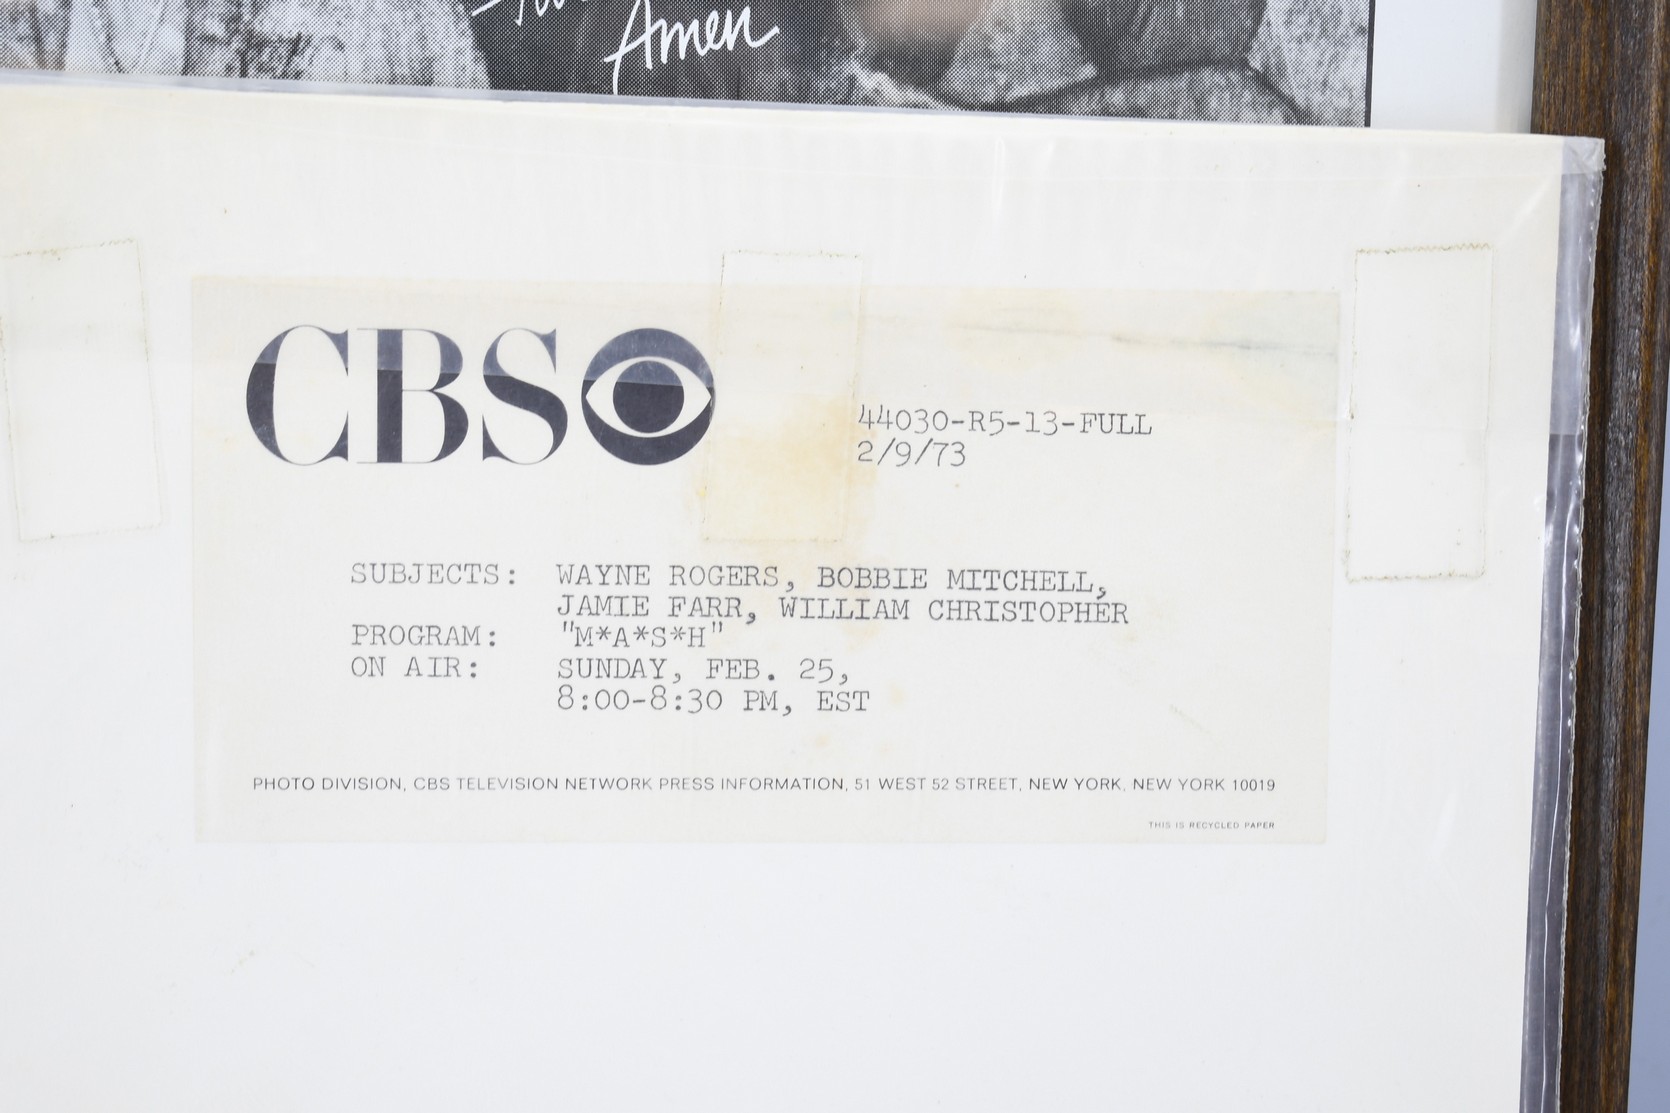 Amen
CBS
44030-R5-13-FULL
2/9/73
SUBJECTS: WAYNE ROGERS, BOBBIE MITCHELL,
JAMIE FARR, WILLIAM CHRISTOPHER
PROGRAM: "M*A*S*H"
ON AIR: SUNDAY, FEB. 25,
8:00-8:30 PM, EST
PHOTO DIVISION, CBS TELEVISION NETWORK PRESS INFORMATION, 51 WEST 52 STREET, NEW YORK, NEW YORK 10019
THIS IS RECYCLED PAPER